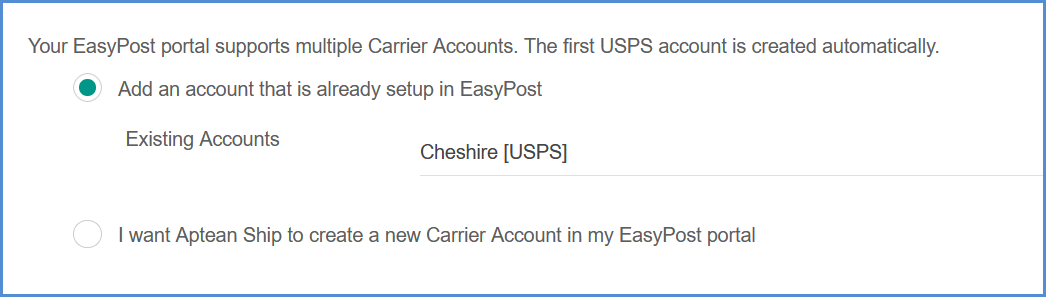 Your EasyPost portal supports multiple Carrier Accounts. The first USPS account is created automatically.
Add an account that is already setup in EasyPost
Existing Accounts
Cheshire [USPS]
I want Aptean Ship to create a new Carrier Account in my EasyPost portal